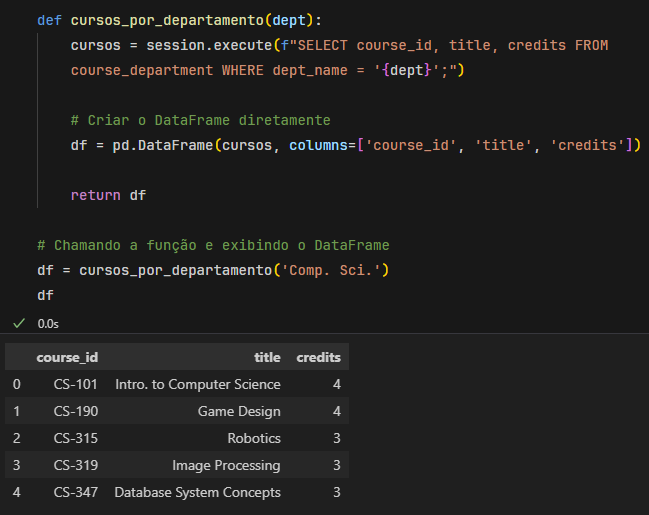 def cursos_por_departamento(dept):
    cursos = session.execute(f"SELECT course_id, title, credits FROM
    course_department WHERE dept_name = '{dept}';")

    # Criar o DataFrame diretamente
    df = pd.DataFrame(cursos, columns=['course_id', 'title', 'credits'])

    return df

# Chamando a função e exibindo o DataFrame
df = cursos_por_departamento('Comp. Sci.')
df
0.0s
course_id title credits
0 CS-101 Intro. to Computer Science 4
1 CS-190 Game Design 4
2 CS-315 Robotics 3
3 CS-319 Image Processing 3
4 CS-347 Database System Concepts 3